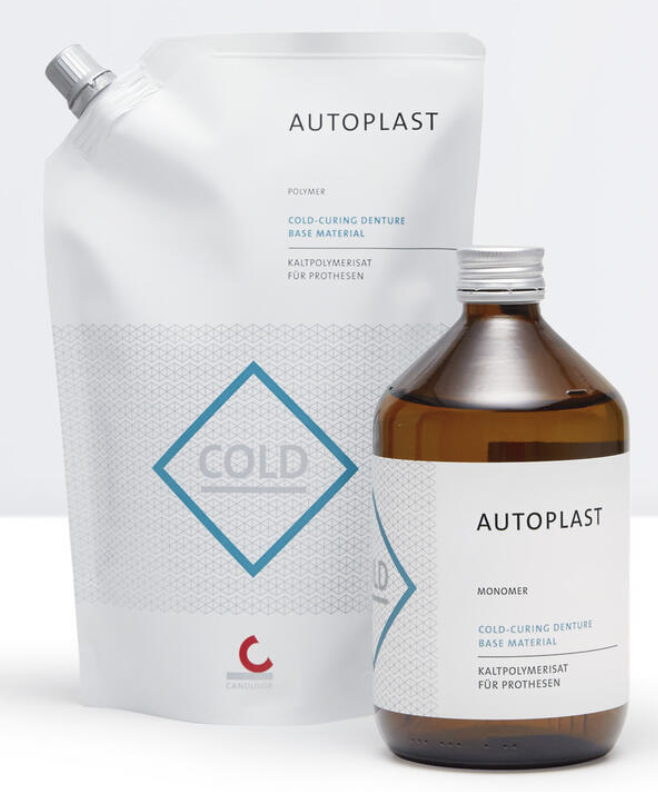 AUTOPLAST
POLYMER
COLD-CURING DENTURE
BASE MATERIAL
KALTPOLYMERISAT
FÜR PROTHESEN
COLD
CANDULOR
AUTOPLAST
MONOMER
COLD-CURING DENTURE
BASE MATERIAL
KALTPOLYMERISAT
FÜR PROTHESEN
LD